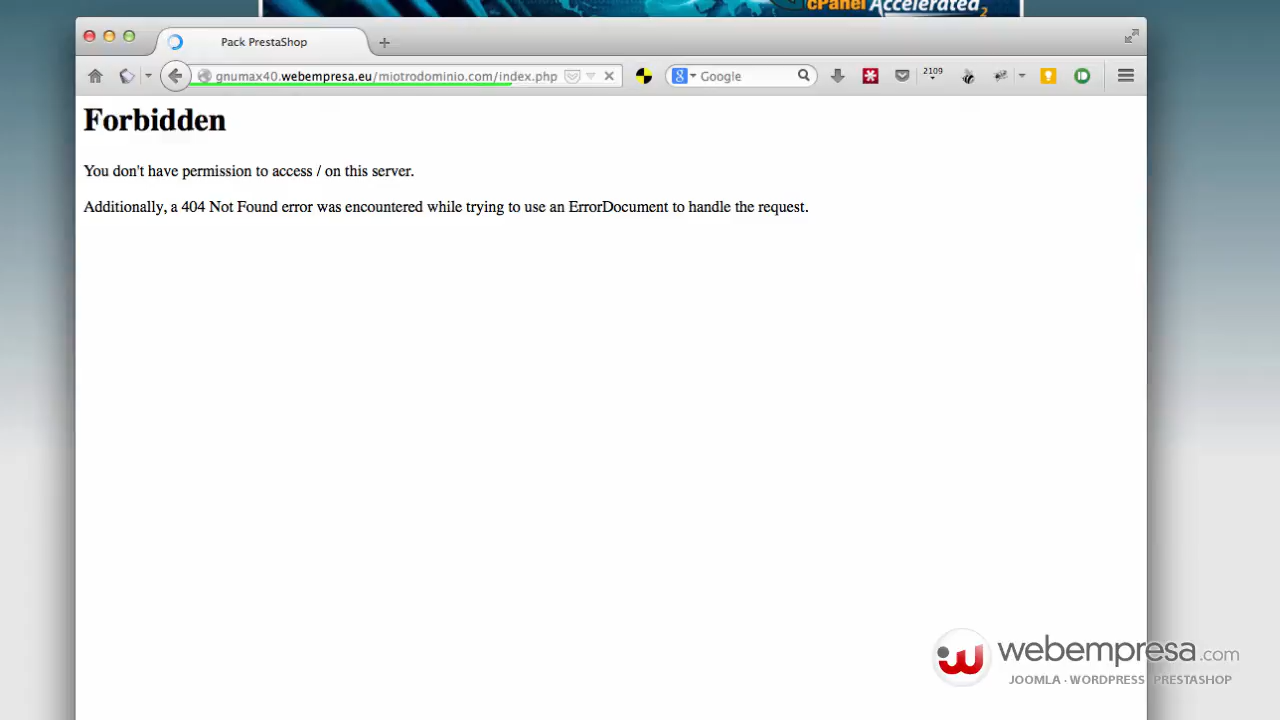 cPanel Accelerated2
Pack PrestaShop
gnumax40.webempresa.eu/miotrodominio.com/index.php
Google
2109
Forbidden
You don't have permission to access / on this server.
Additionally, a 404 Not Found error was encountered while trying to use an ErrorDocument to handle the request.
webempresa.com
JOOMLA · WORDPRESS · PRESTASHOP